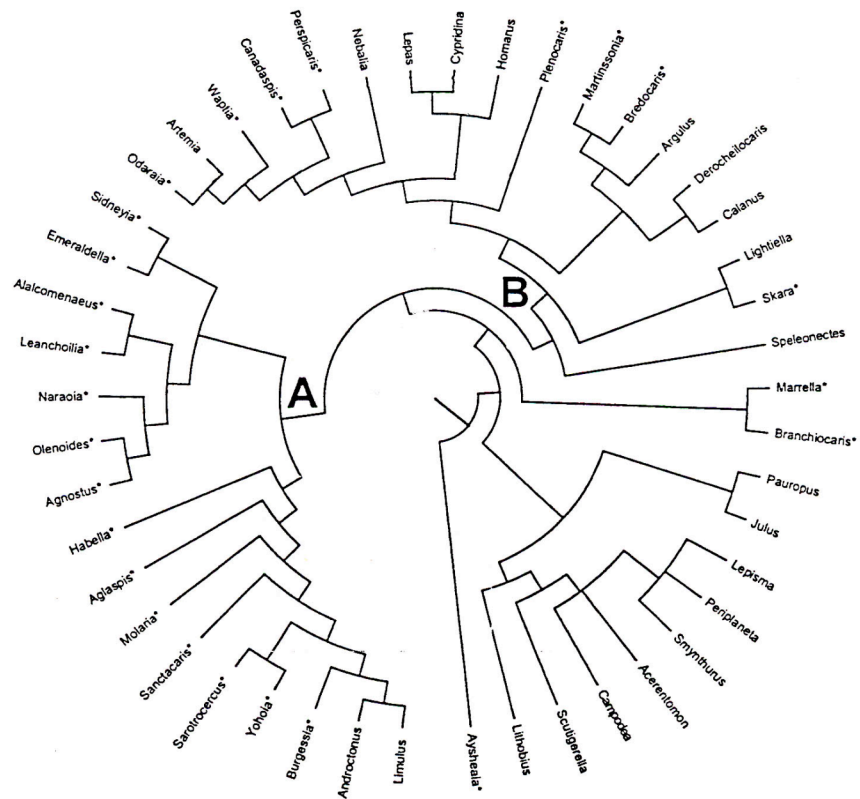 Perspicaris*
Canadaspis*
Waptia*
Artemia
Odaraia*
Sidneyia*
Emeraldella*
Alalcomenaeus*
Leanchoilia*
Naraoia*
Olenoides*
Agnostus*
Habelia*
Aglaspis*
Molaria*
Sanctacaris*
Sarotrocercus*
Yohoia*
Burgessia*
Androctonus
Limulus
Aysheaia*
Lithobius
Scutigerella
Campodea
Acerentomon
Smynthurus
Periplaneta
Lepisma
Julus
Pauropus
Branchiocaris*
Marrella*
Speleonectes
Skara*
Lightiella
Calanus
Derocheilocaris
Argulus
Bredocaris*
Martinssonia*
Plenocaris*
Homarus
Cypridina
Lepas
Nebalia
A
B